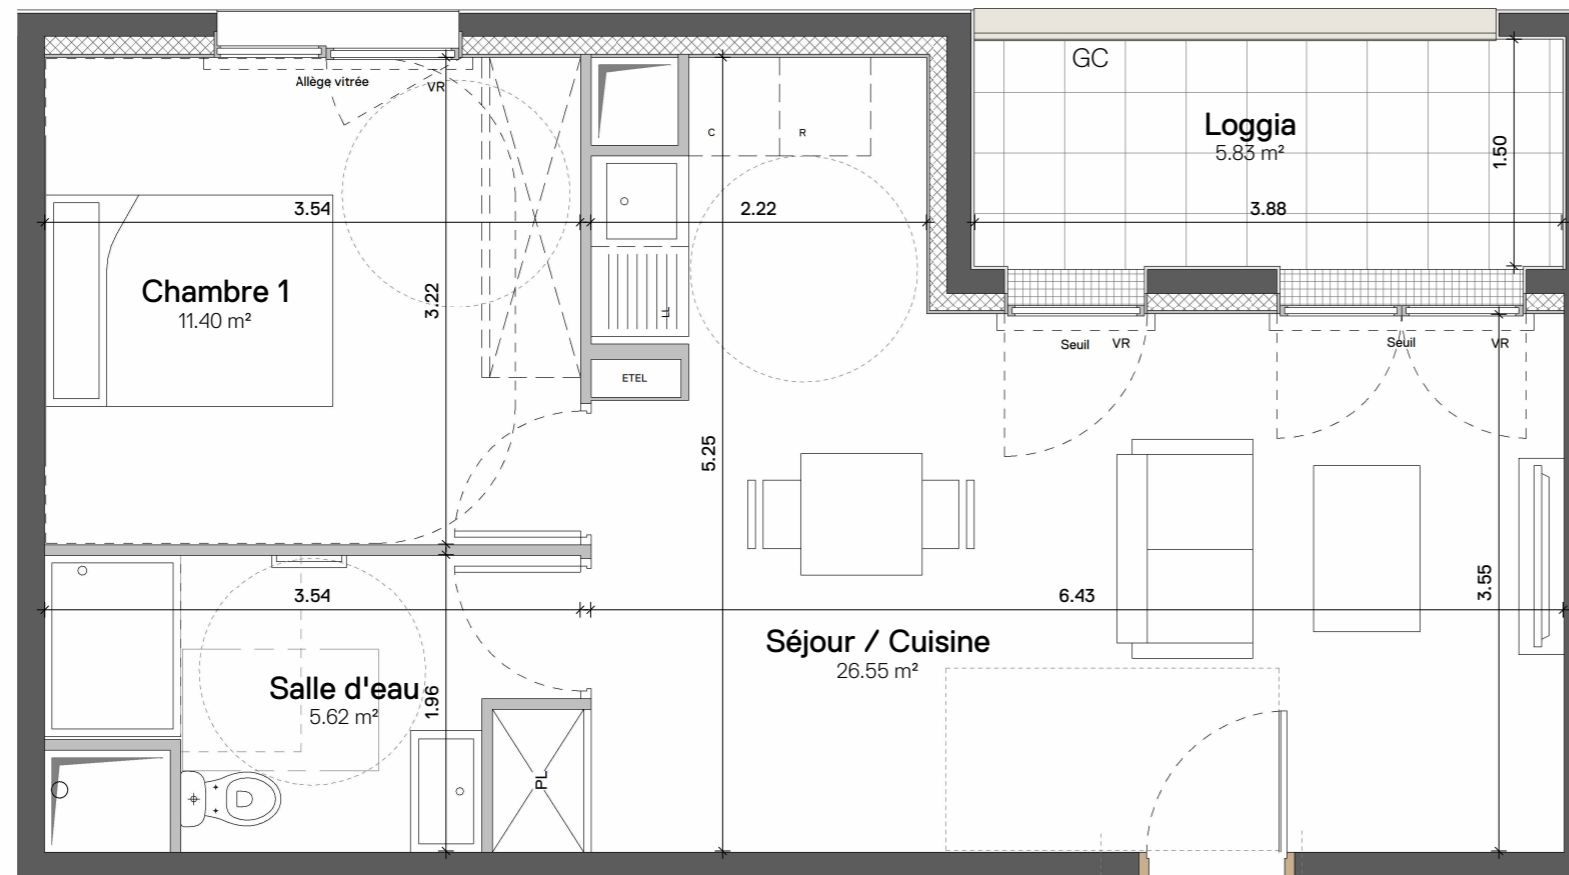 GC
Allège vitrée
VR
Loggia
5.83 m²
1.50
C
R
3.54
2.22
3.88
Chambre 1
11.40 m²
3.22
LL
Seuil VR
Seuil
VR
ETEL
5.25
3.54
6.43
3.55
Séjour / Cuisine
26.55 m²
Salle d'eau
5.62 m²
1.96
PL